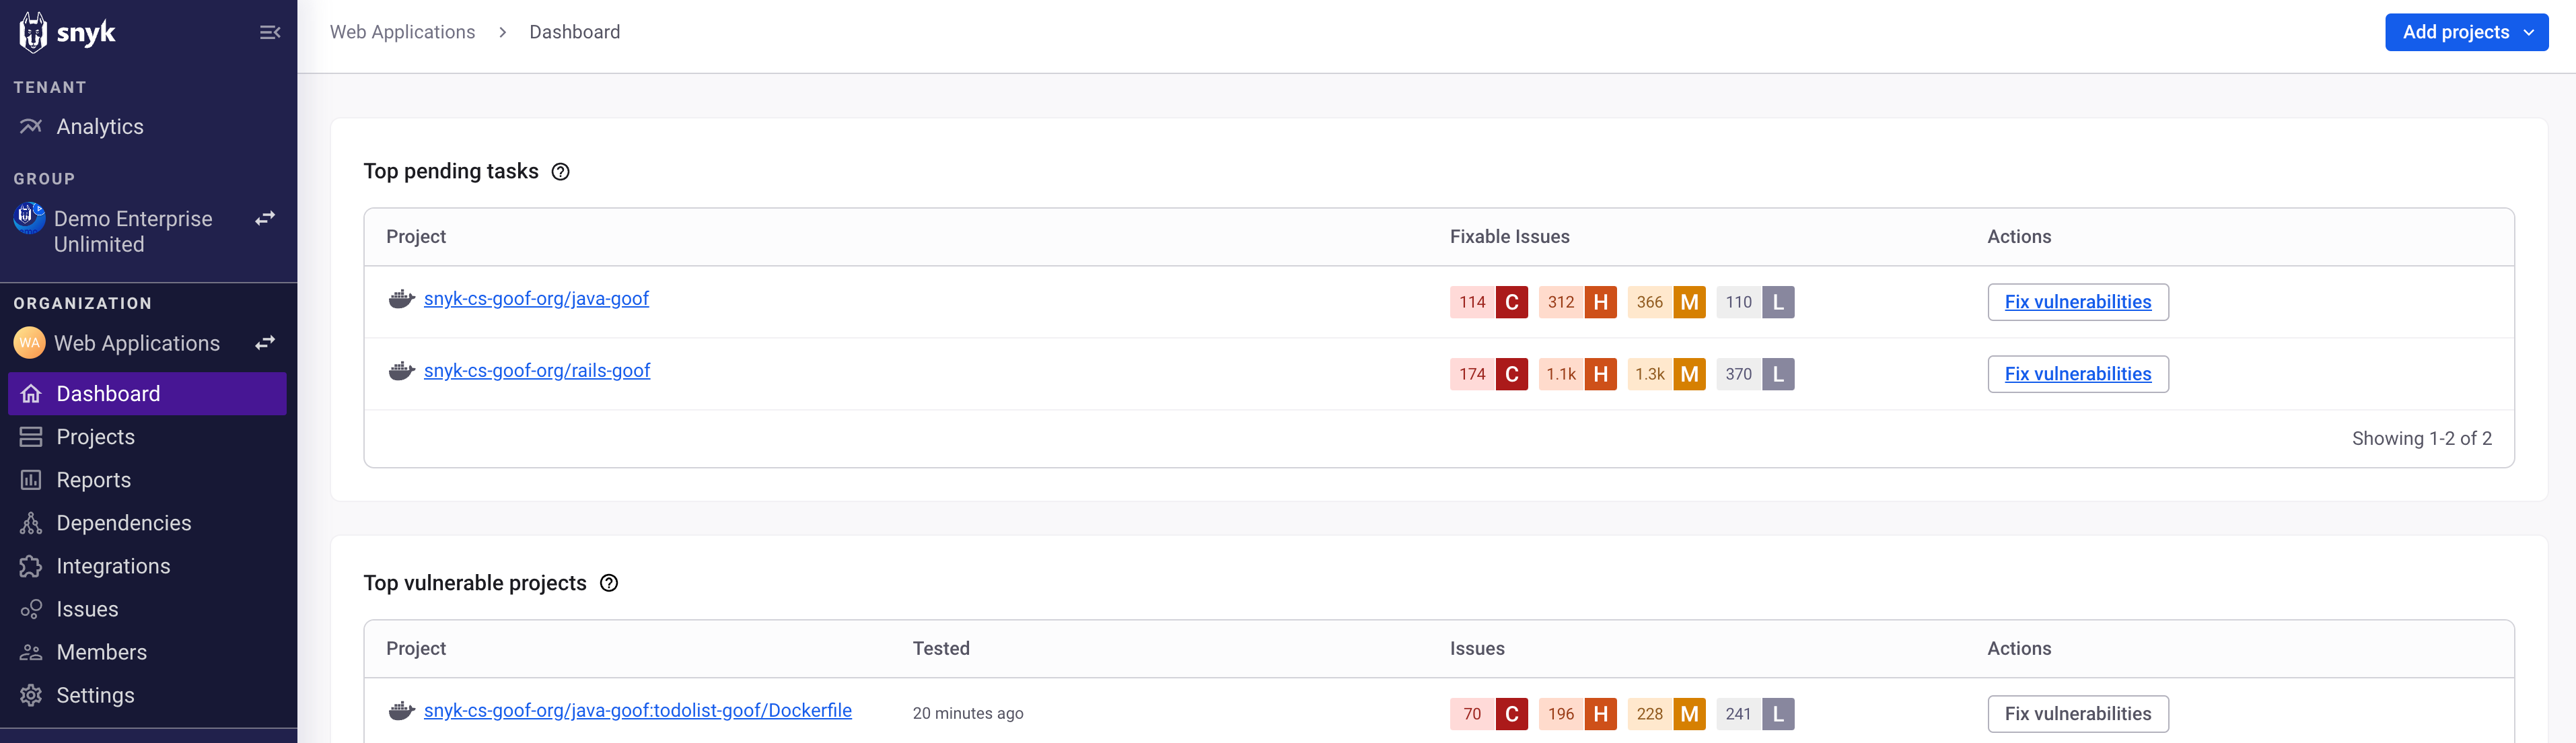 snyk
Web Applications > Dashboard
Add projects
TENANT
Analytics
GROUP
Demo Enterprise
Unlimited
ORGANIZATION
WA Web Applications
Dashboard
Projects
Reports
Dependencies
Integrations
Issues
Members
Settings
Top pending tasks
Project Fixable Issues Actions
snyk-cs-goof-org/java-goof 114 C 312 H 366 M 110 L Fix vulnerabilities
snyk-cs-goof-org/rails-goof 174 C 1.1k H 1.3k M 370 L Fix vulnerabilities
Showing 1-2 of 2
Top vulnerable projects
Project Tested Issues Actions
snyk-cs-goof-org/java-goof:todolist-goof/Dockerfile 20 minutes ago 70 C 196 H 228 M 241 L Fix vulnerabilities